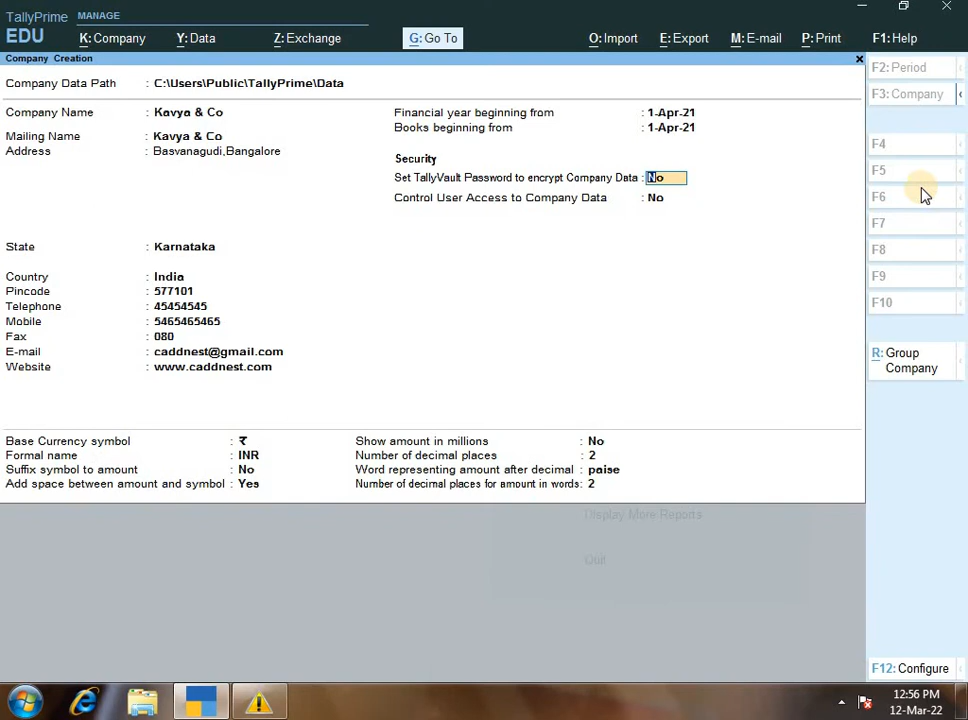 TallyPrime MANAGE
EDU
K: Company Y: Data Z: Exchange G: Go To O: Import E: Export M: E-mail P: Print F1: Help
Company Creation
F2: Period
Company Data Path : C:\Users\Public\TallyPrime\Data
F3: Company
Company Name : Kavya & Co
Financial year beginning from : 1-Apr-21
Books beginning from : 1-Apr-21
Mailing Name : Kavya & Co
Address : Basvanagudi,Bangalore
F4
Security
Set TallyVault Password to encrypt Company Data : No
F5
Control User Access to Company Data : No
F6
F7
State : Karnataka
F8
Country : India
F9
Pincode : 577101
Telephone : 45454545
F10
Mobile : 5465465465
Fax : 080
E-mail : caddnest@gmail.com
Website : www.caddnest.com
R: Group
Company
Base Currency symbol : ₹
Show amount in millions : No
Formal name : INR
Number of decimal places : 2
Suffix symbol to amount : No
Word representing amount after decimal : paise
Add space between amount and symbol : Yes
Number of decimal places for amount in words : 2
Display More Reports
Quit
F12: Configure
12:56 PM
12-Mar-22